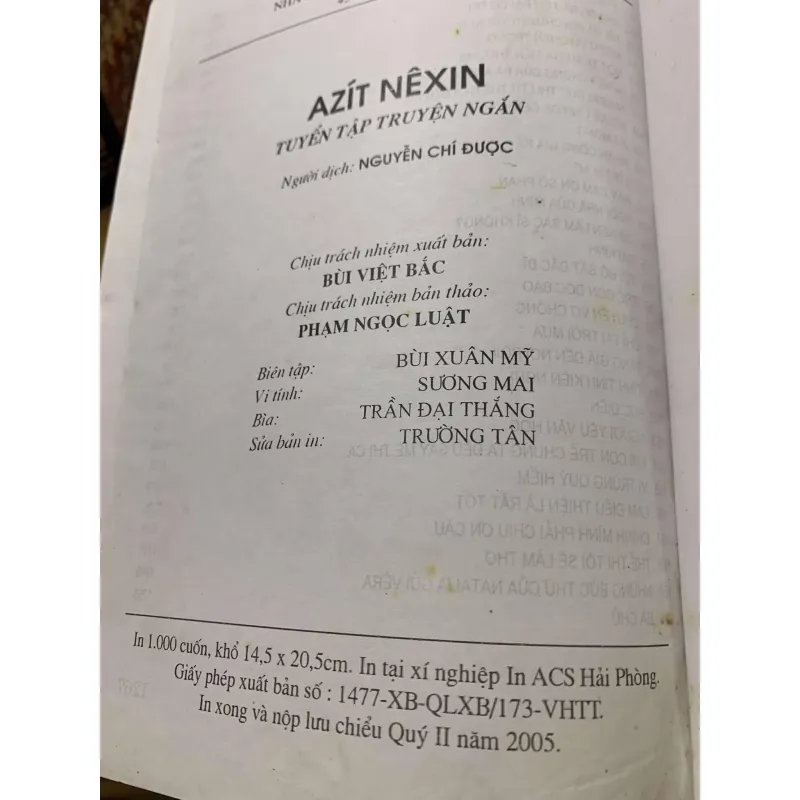 AZÍT NÊXIN
TUYỂN TẬP TRUYỆN NGẮN
Người dịch: NGUYỄN CHÍ ĐƯỢC
Chịu trách nhiệm xuất bản:
BÙI VIỆT BẮC
Chịu trách nhiệm bản thảo:
PHẠM NGỌC LUẬT
Biên tập: BÙI XUÂN MỸ
Vi tính: SƯƠNG MAI
Bìa: TRẦN ĐẠI THẮNG
Sửa bản in: TRƯỜNG TÂN
In 1.000 cuốn, khổ 14,5 x 20,5cm. In tại xí nghiệp In ACS Hải Phòng.
Giấy phép xuất bản số : 1477-XB-QLXB/173-VHTT.
In xong và nộp lưu chiểu Quý II năm 2005.